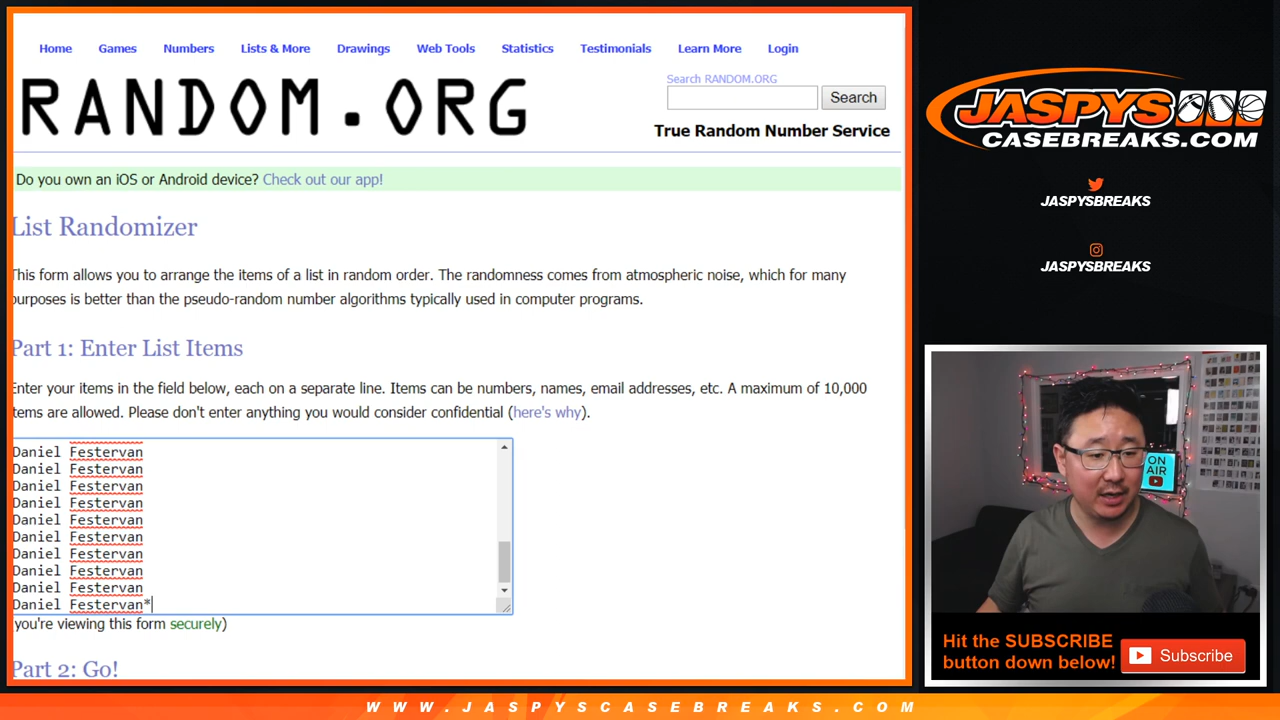 Home Games Numbers Lists & More Drawings Web Tools Statistics Testimonials Learn More Login
RANDOM.ORG
Search RANDOM.ORG
Search
True Random Number Service
Do you own an iOS or Android device? Check out our app!
List Randomizer
This form allows you to arrange the items of a list in random order. The randomness comes from atmospheric noise, which for many
purposes is better than the pseudo-random number algorithms typically used in computer programs.
Part 1: Enter List Items
Enter your items in the field below, each on a separate line. Items can be numbers, names, email addresses, etc. A maximum of 10,000
items are allowed. Please don't enter anything you would consider confidential (here's why).
Daniel Festervan
Daniel Festervan
Daniel Festervan
Daniel Festervan
Daniel Festervan
Daniel Festervan
Daniel Festervan
Daniel Festervan
Daniel Festervan
Daniel Festervan*
you're viewing this form securely)
Part 2: Go!
JASPYS
CASEBREAKS.COM
JASPYSBREAKS
JASPYSBREAKS
ON
AIR
Hit the SUBSCRIBE
button down below!
Subscribe
WWW.JASPYSCASEBREAKS.COM